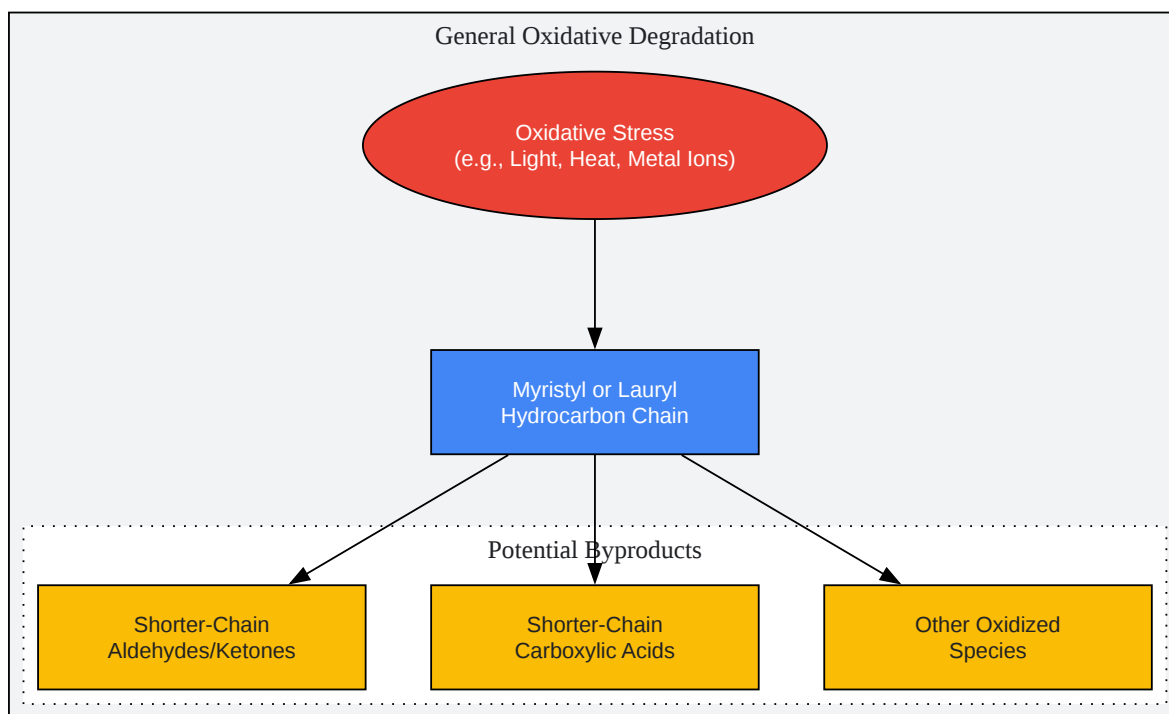 General Oxidative Degradation
Oxidative Stress
(e.g., Light, Heat, Metal Ions)
Myristyl or Lauryl
Hydrocarbon Chain
Potential Byproducts
Shorter-Chain
Aldehydes/Ketones
Shorter-Chain
Carboxylic Acids
Other Oxidized
Species